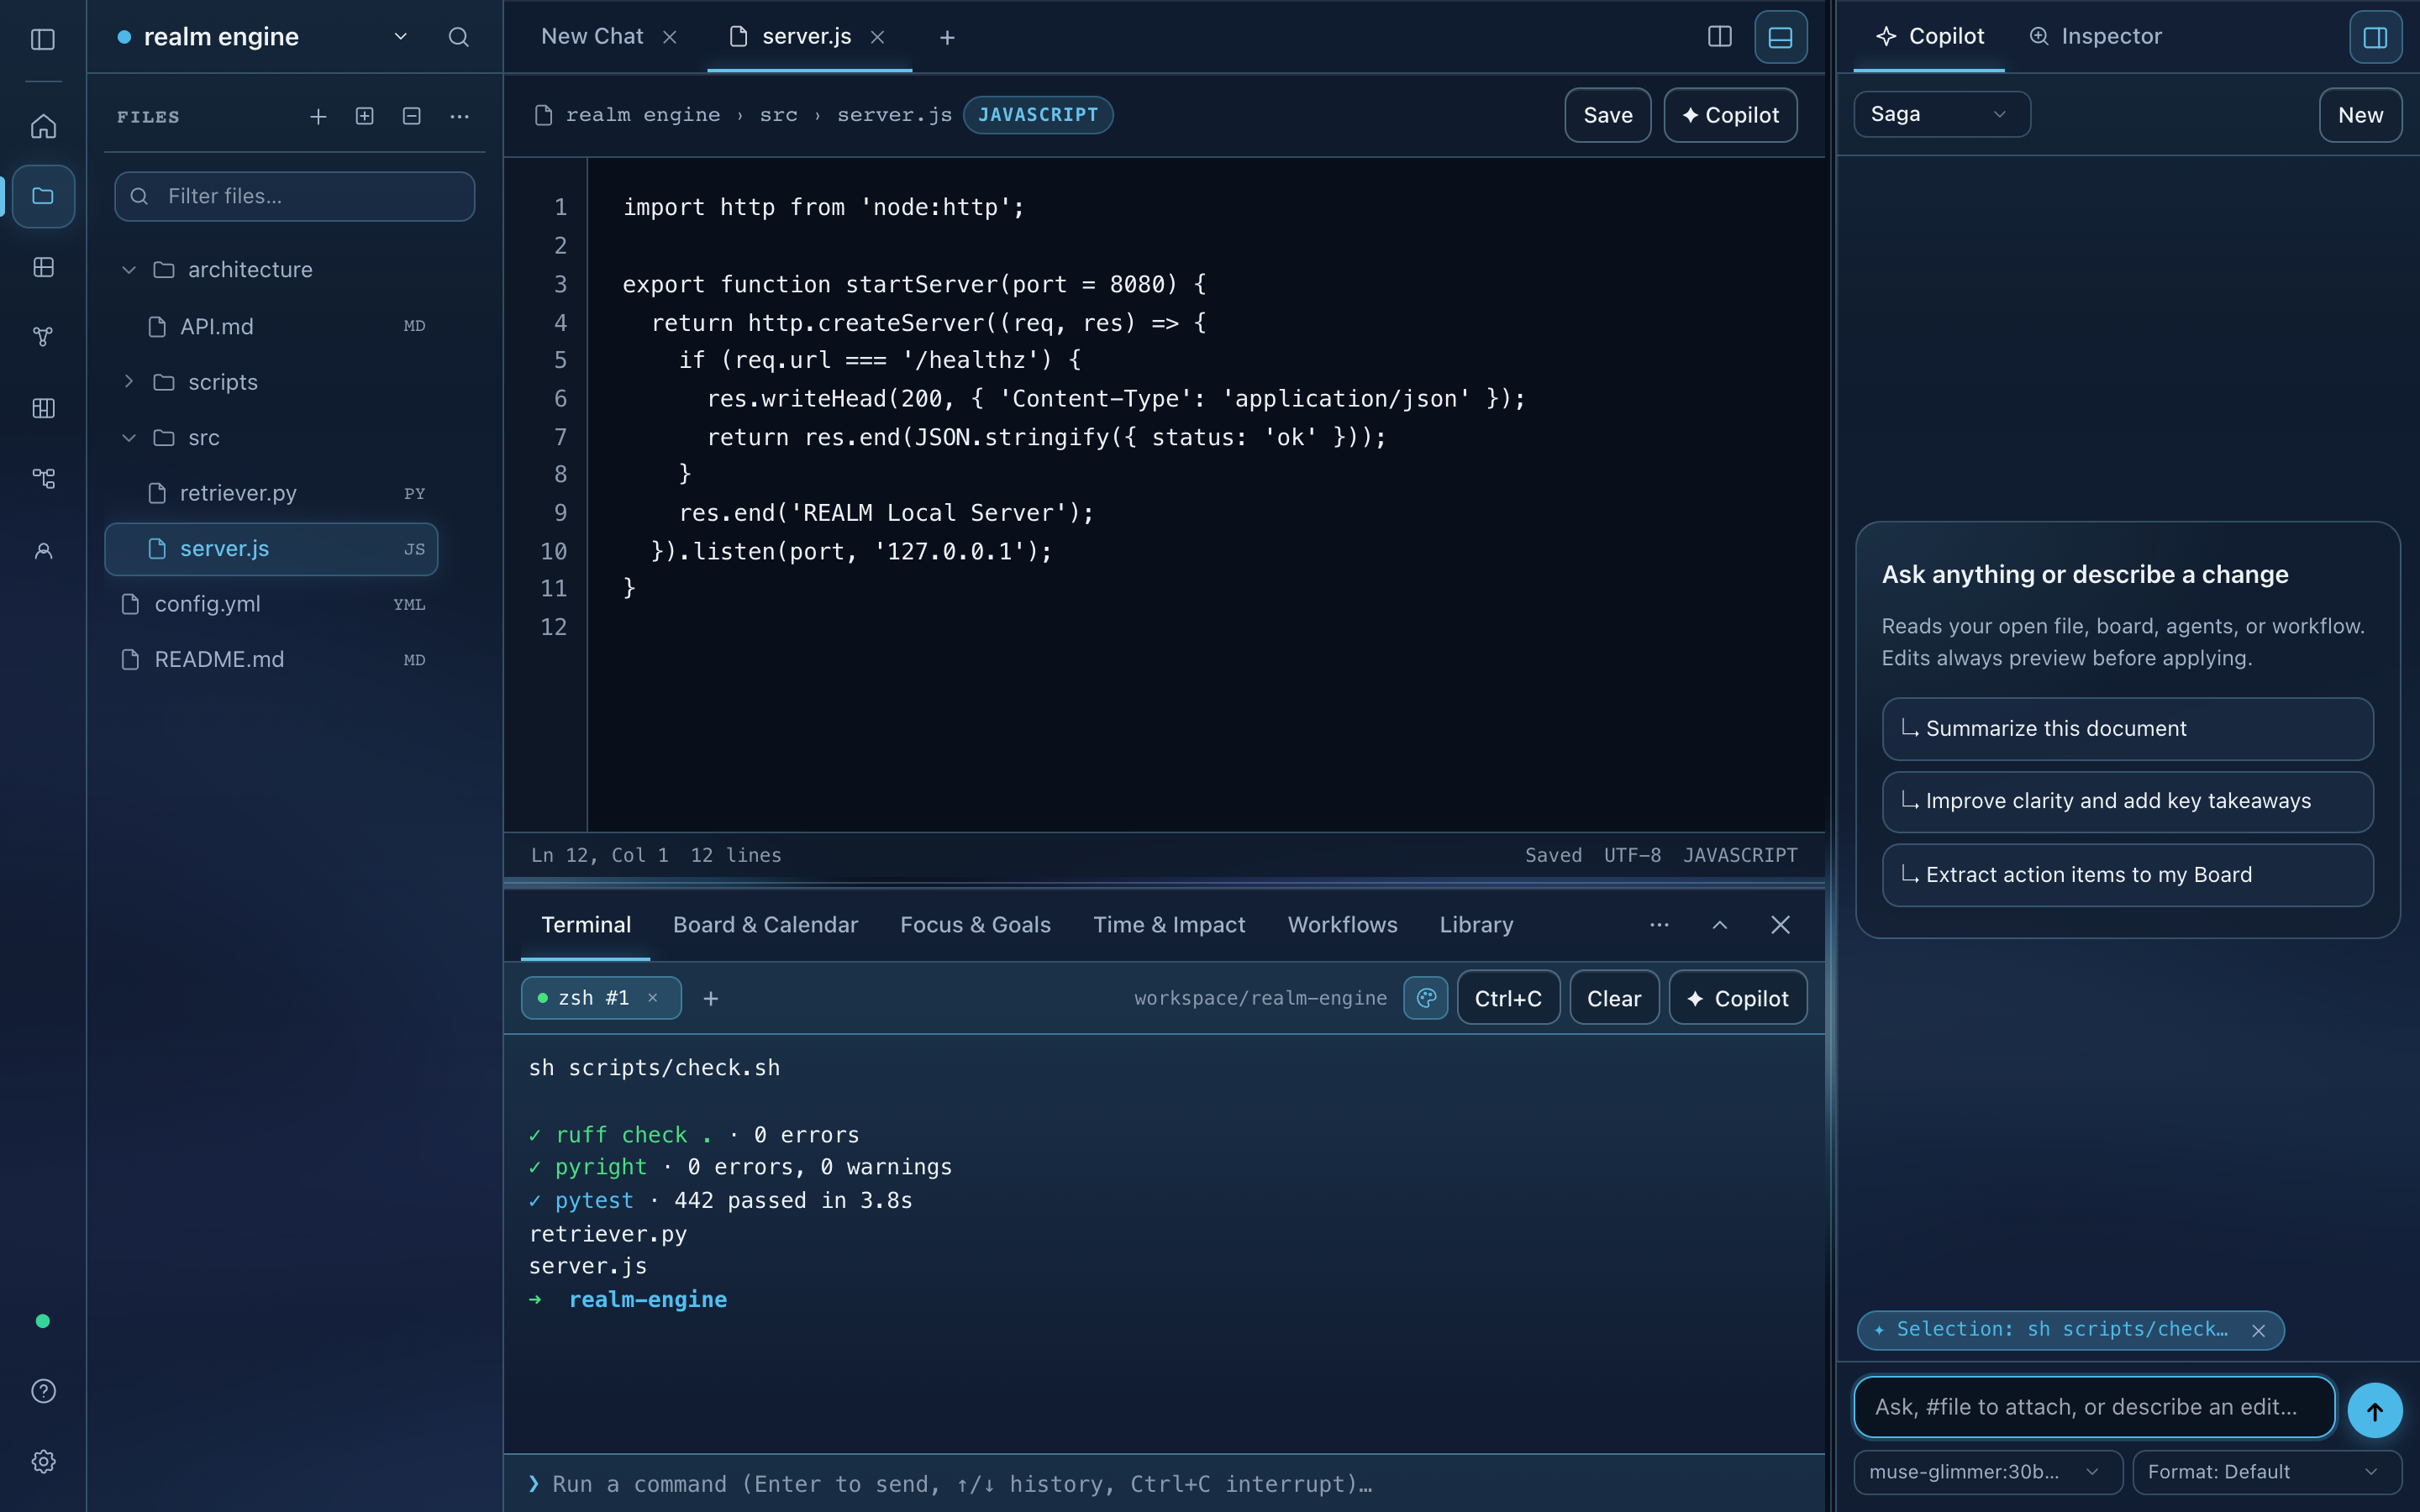 realm engine
FILES
Filter files...
architecture
API.md MD
scripts
src
retriever.py PY
server.js JS
config.yml YML
README.md MD
New Chat
server.js
realm engine › src › server.js JAVASCRIPT
Save
✦ Copilot
1 import http from 'node:http';
2
3 export function startServer(port = 8080) {
4   return http.createServer((req, res) => {
5     if (req.url === '/healthz') {
6       res.writeHead(200, { 'Content-Type': 'application/json' });
7       return res.end(JSON.stringify({ status: 'ok' }));
8     }
9     res.end('REALM Local Server');
10   }).listen(port, '127.0.0.1');
11 }
12
Ln 12, Col 1 12 lines
Saved UTF-8 JAVASCRIPT
Terminal Board & Calendar Focus & Goals Time & Impact Workflows Library
zsh #1
workspace/realm-engine
Ctrl+C
Clear
✦ Copilot
sh scripts/check.sh
✓ ruff check . · 0 errors
✓ pyright · 0 errors, 0 warnings
✓ pytest · 442 passed in 3.8s
retriever.py
server.js
→ realm-engine
❯ Run a command (Enter to send, ↑/↓ history, Ctrl+C interrupt)…
Copilot
Inspector
Saga
New
Ask anything or describe a change
Reads your open file, board, agents, or workflow.
Edits always preview before applying.
Summarize this document
Improve clarity and add key takeaways
Extract action items to my Board
✦ Selection: sh scripts/check…
Ask, #file to attach, or describe an edit...
muse-glimmer:30b...
Format: Default